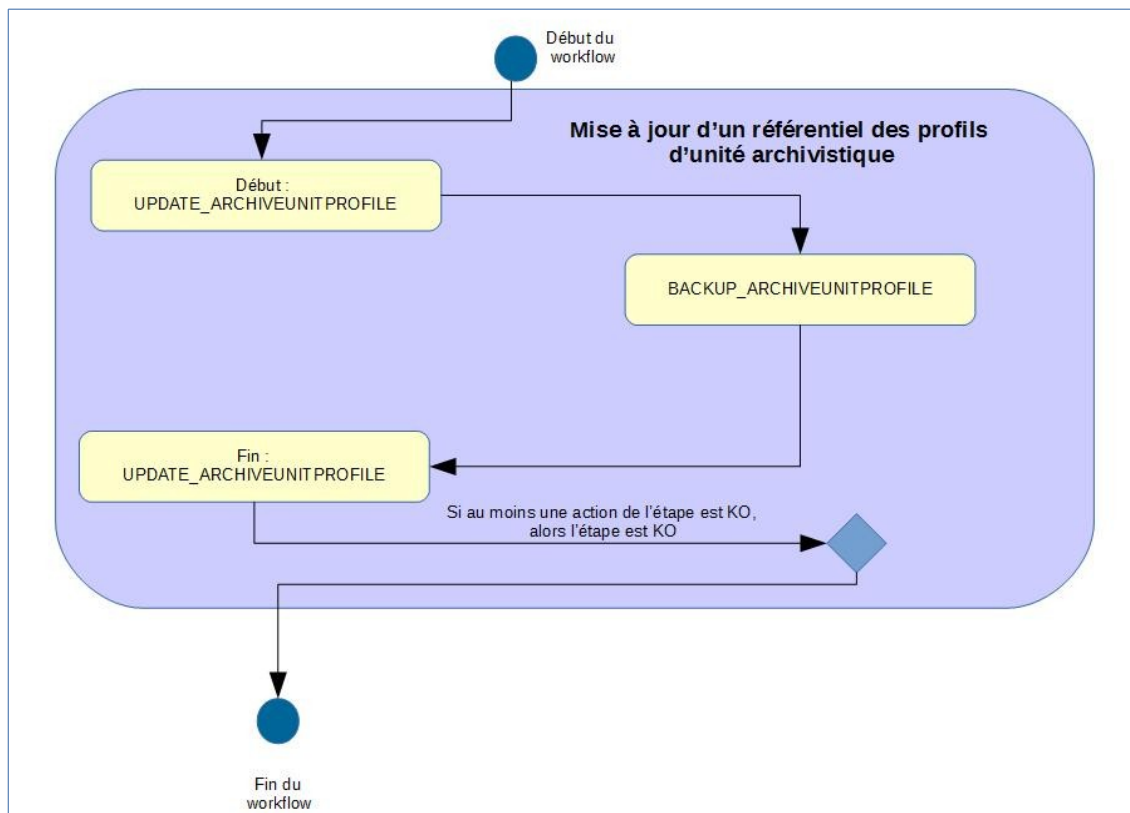 Début du
workflow
Mise à jour d’un référentiel des profils
d’unité archivistique
Début :
UPDATE_ARCHIVEUNITPROFILE
BACKUP_ARCHIVEUNITPROFILE
Fin :
UPDATE_ARCHIVEUNITPROFILE
Si au moins une action de l’étape est KO,
alors l’étape est KO
Fin du
workflow